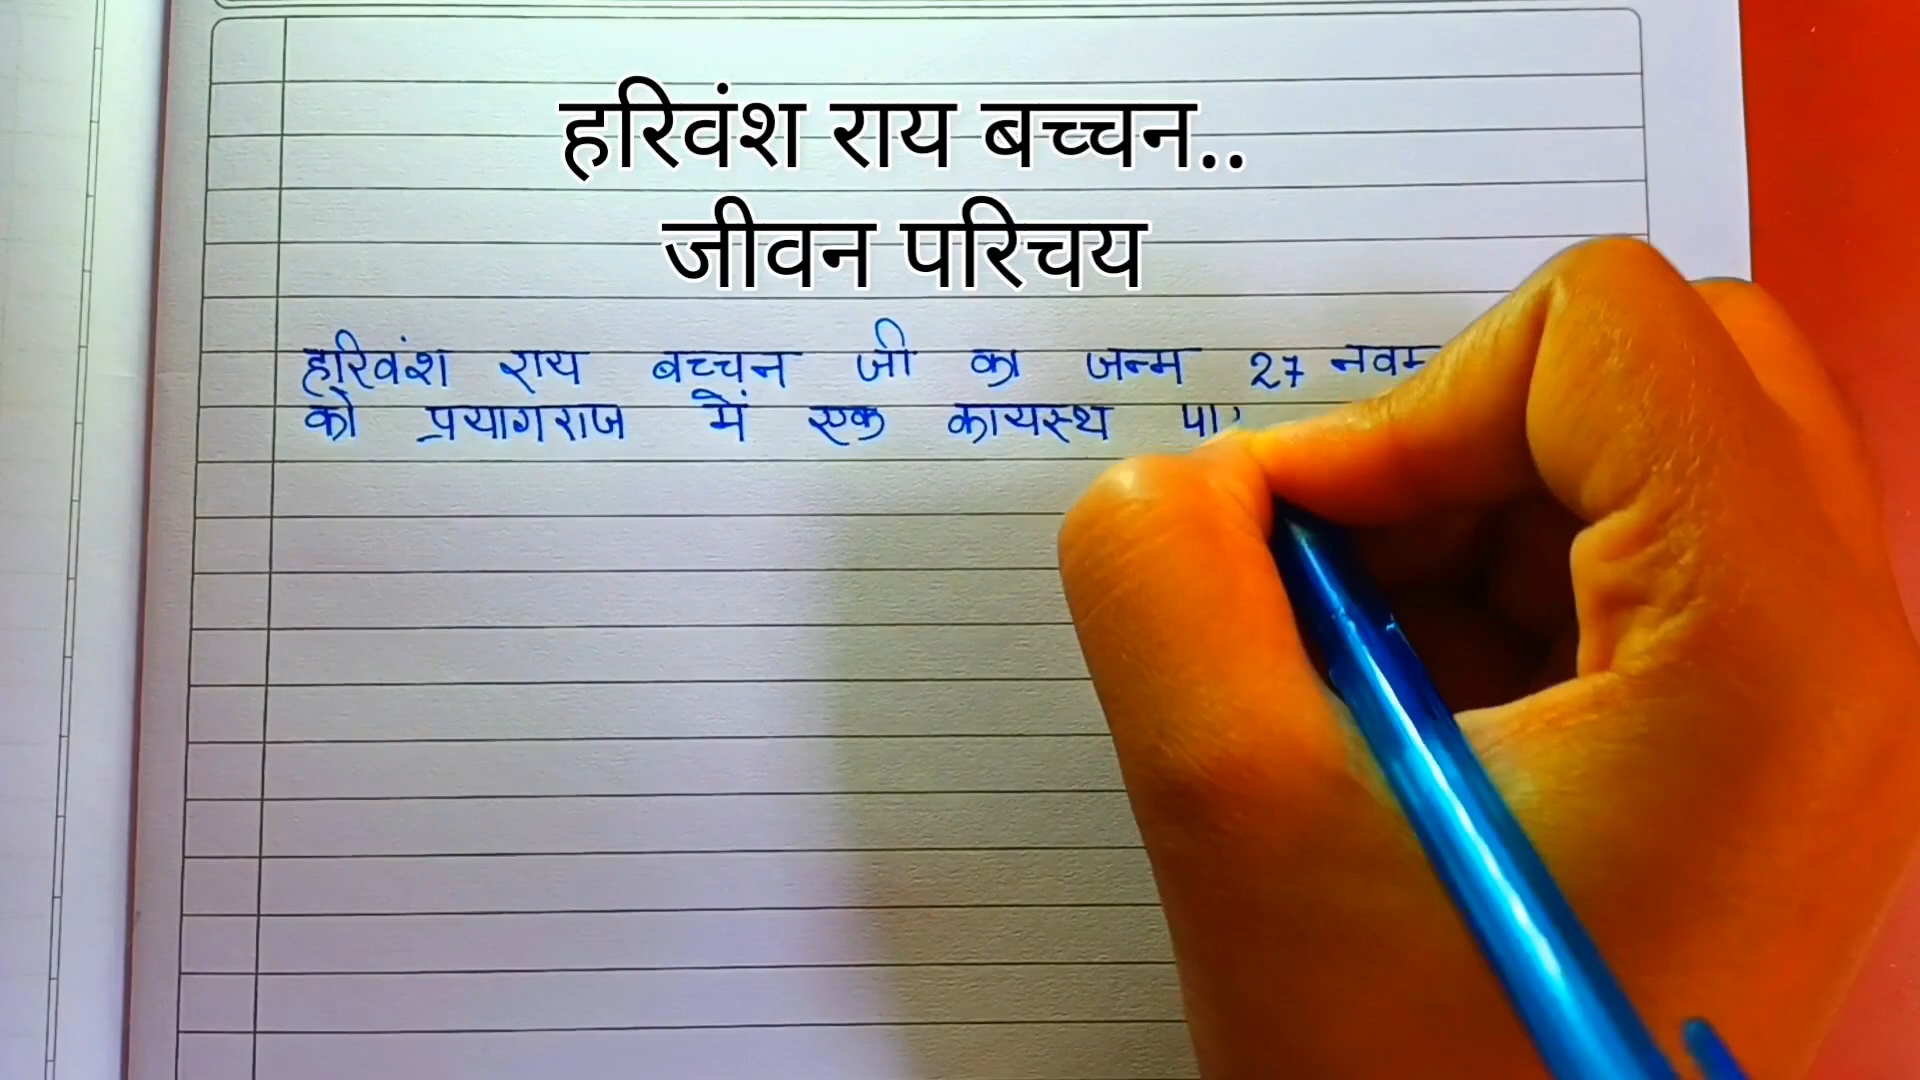 हरिवंश राय बच्चन..
जीवन परिचय
हरिवंश राय बच्चन जी का जन्म 27
को प्रयागराज में एक कायस्थ